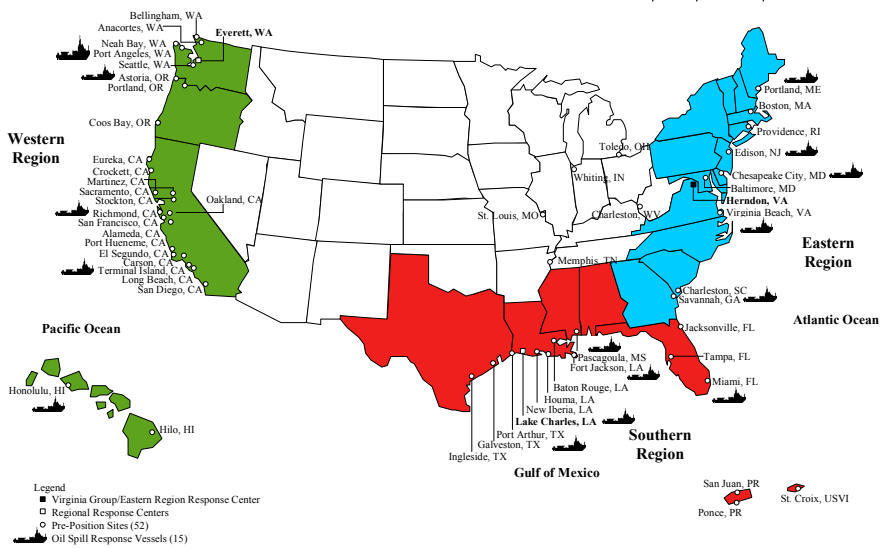 Bellingham, WA
Anacortes, WA
Neah Bay, WA
Port Angeles, WA
Seattle, WA
Everett, WA
Astoria, OR
Portland, OR
Coos Bay, OR
Western
Region
Eureka, CA
Crockett, CA
Martinez, CA
Sacramento, CA
Stockton, CA
Oakland, CA
Richmond, CA
San Francisco, CA
Alameda, CA
Port Hueneme, CA
El Segundo, CA
Carson, CA
Terminal Island, CA
Long Beach, CA
San Diego, CA
Pacific Ocean
Honolulu, HI
Hilo, HI
Toledo, OH
Whiting, IN
St. Louis, MO
Charleston, WV
Memphis, TN
Portland, ME
Boston, MA
Providence, RI
Edison, NJ
Chesapeake City, MD
Baltimore, MD
Herndon, VA
Virginia Beach, VA
Eastern
Region
Charleston, SC
Savannah, GA
Atlantic Ocean
Jacksonville, FL
Tampa, FL
Miami, FL
Pascagoula, MS
Fort Jackson, LA
Baton Rouge, LA
Houma, LA
New Iberia, LA
Lake Charles, LA
Port Arthur, TX
Galveston, TX
Ingleside, TX
Southern
Region
Gulf of Mexico
San Juan, PR
Ponce, PR
St. Croix, USVI
Legend
Virginia Group/Eastern Region Response Center
Regional Response Centers
Pre-Position Sites (52)
Oil Spill Response Vessels (15)